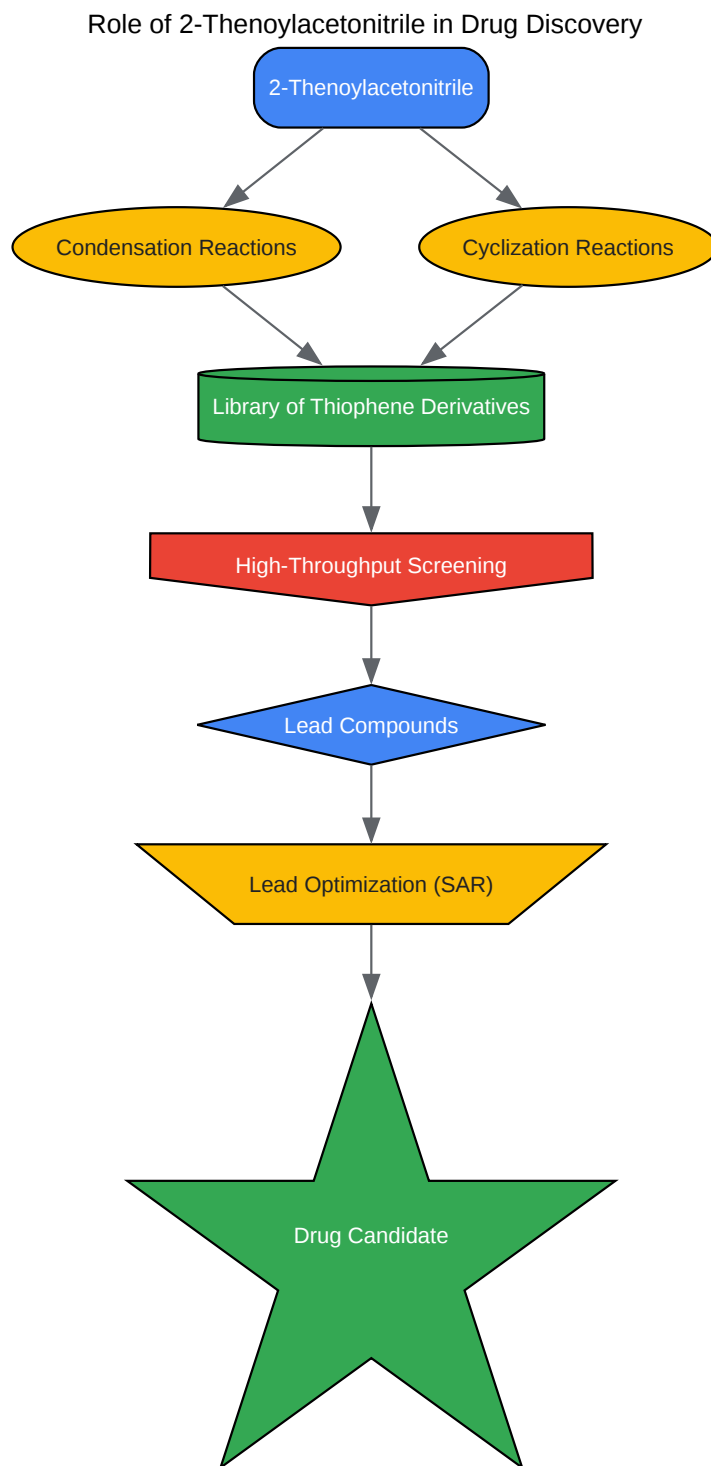 Role of 2-Thenoylacetonitrile in Drug Discovery
2-Thenoylacetonitrile
Condensation Reactions
Cyclization Reactions
Library of Thiophene Derivatives
High-Throughput Screening
Lead Compounds
Lead Optimization (SAR)
Drug Candidate